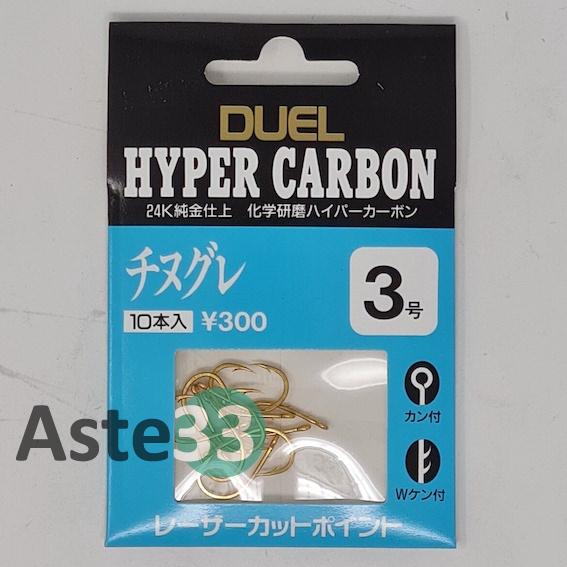 DUEL
HYPER CARBON
24K純金仕上 化学研磨ハイパーカーボン
チヌグレ
3号
10本入 ¥300
カン付
Aste33
Wケン付
レーザーカットポイント